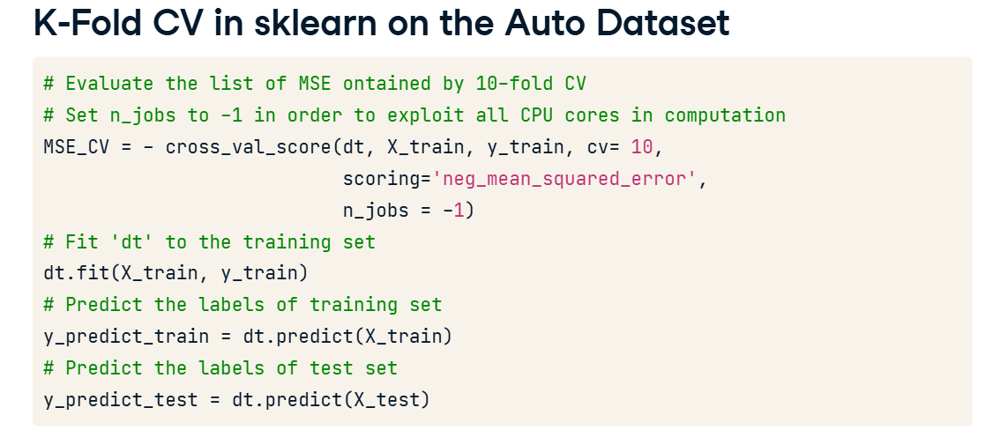 K-Fold CV in sklearn on the Auto Dataset
# Evaluate the list of MSE ontained by 10-fold CV
# Set n_jobs to -1 in order to exploit all CPU cores in computation
MSE_CV = - cross_val_score(dt, X_train, y_train, cv= 10,
                           scoring='neg_mean_squared_error',
                           n_jobs = -1)
# Fit 'dt' to the training set
dt.fit(X_train, y_train)
# Predict the labels of training set
y_predict_train = dt.predict(X_train)
# Predict the labels of test set
y_predict_test = dt.predict(X_test)